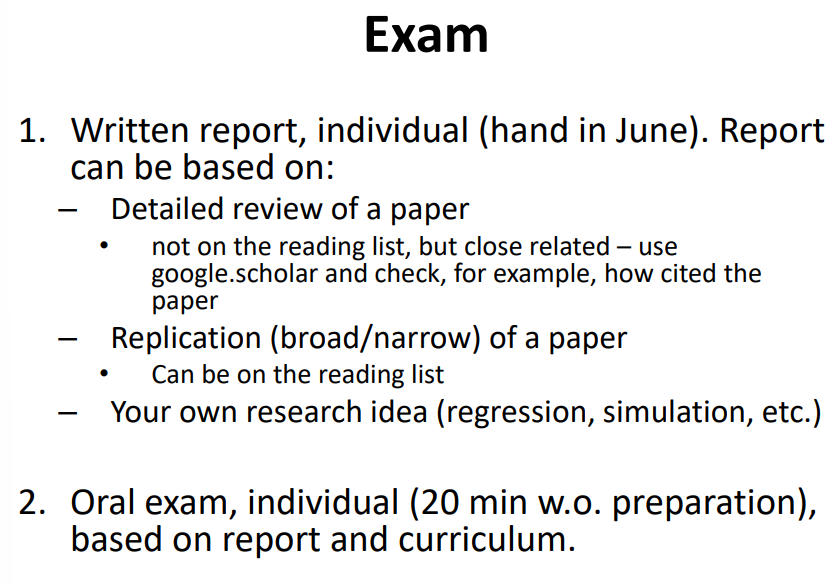 Exam
1. Written report, individual (hand in June). Report
can be based on:
– Detailed review of a paper
• not on the reading list, but close related – use
google.scholar and check, for example, how cited the
paper
– Replication (broad/narrow) of a paper
• Can be on the reading list
– Your own research idea (regression, simulation, etc.)
2. Oral exam, individual (20 min w.o. preparation),
based on report and curriculum.